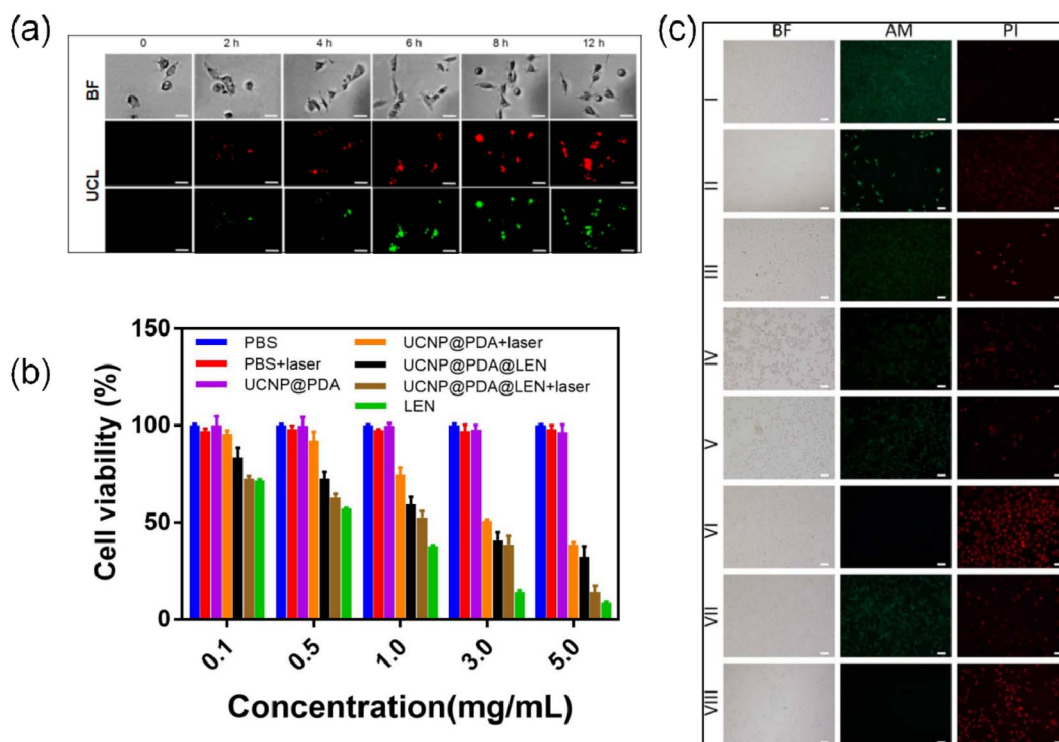 (a)
0 2 h 4 h 6 h 8 h 12 h
BF
UCL
(b)
150
100
50
0
Cell viability (%)
PBS
PBS+laser
UCNP@PDA
UCNP@PDA+laser
UCNP@PDA@LEN
UCNP@PDA@LEN+laser
LEN
0.1 0.5 1.0 3.0 5.0
Concentration(mg/mL)
(c)
BF AM PI
I
II
III
IV
V
VI
VII
VIII